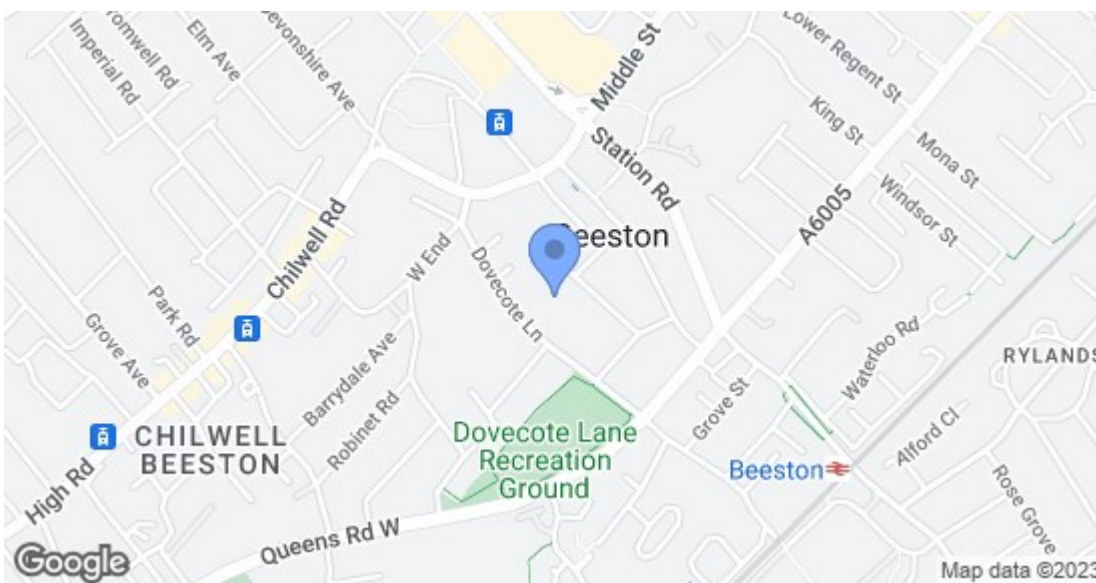 Imperial Rd
romwell Rd
Elm Ave
evonshire Ave
Middle St
Lower Regent St
King St
Mona St
Station Rd
Windsor St
A6005
Chilwell Rd
W End
Beeston
Dovecote Ln
Park Rd
Grove Ave
Barrydale Ave
Robinet Rd
Waterloo Rd
RYLANDS
Grove St
CHILWELL
BEESTON
Dovecote Lane
Recreation
Ground
Alford Cl
Beeston
High Rd
Rose Grove
Queens Rd W
Google
Map data ©2023